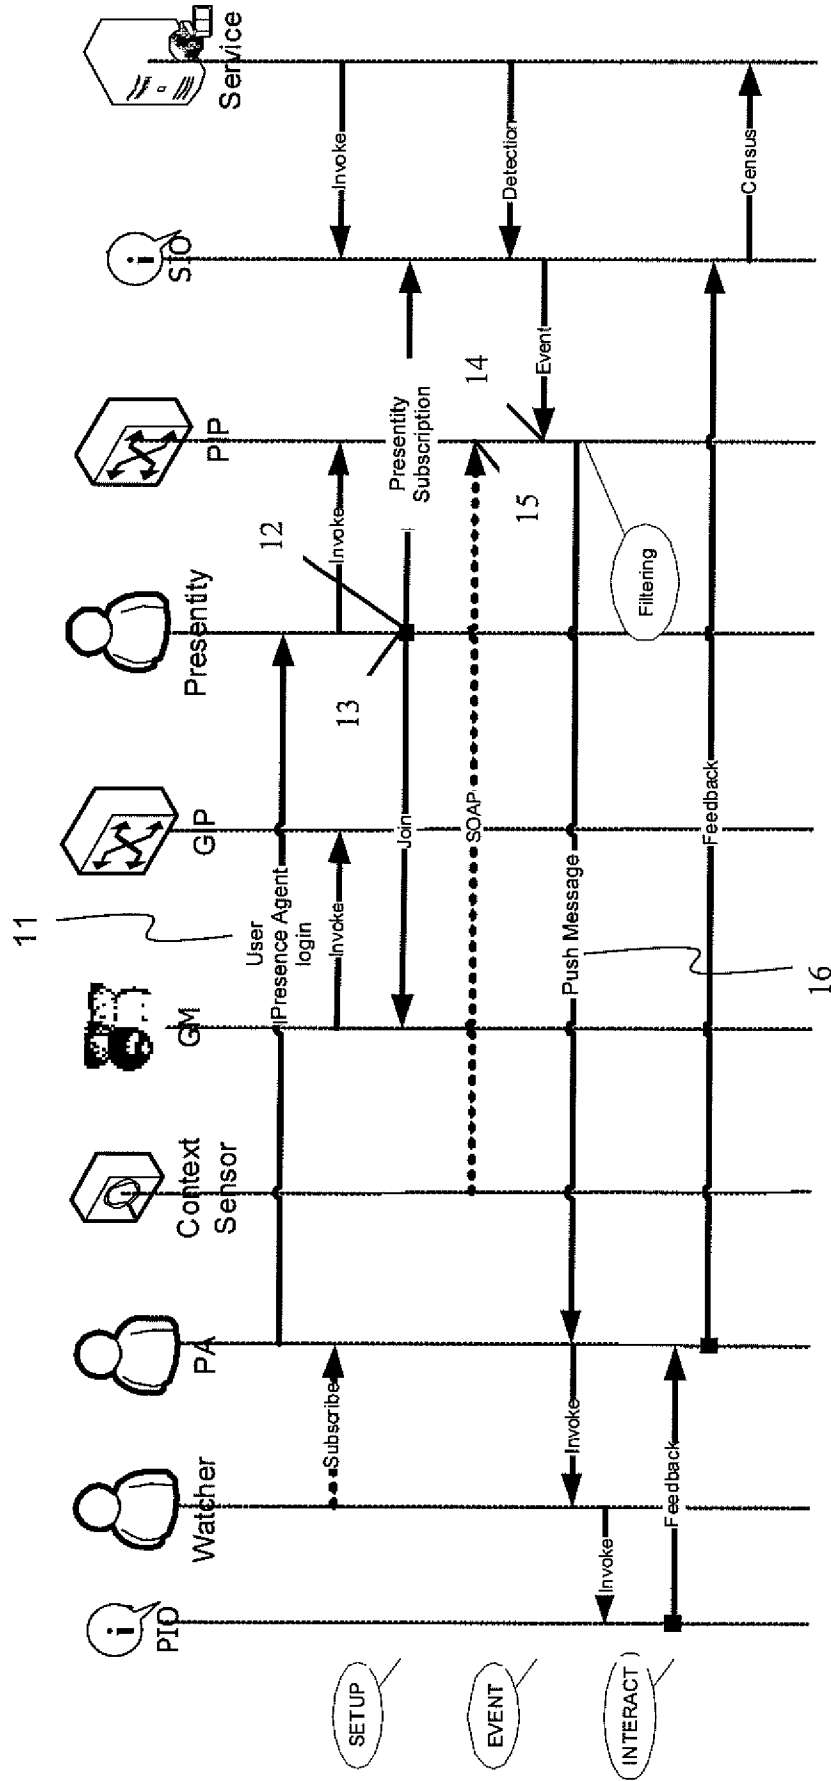 PIO
Watcher
PA
Context
Sensor
GM
GIP
Presentity
PIP
SIO
Service
11
User
Presence Agent
login
SETUP
Subscribe
Invoke
Invoke
Invoke
12
13
Join
Presentity
Subscription
EVENT
SOAP
15
14
Detection
Event
Invoke
Push Message
Filtering
16
INTERACT
Invoke
Feedback
Feedback
Census